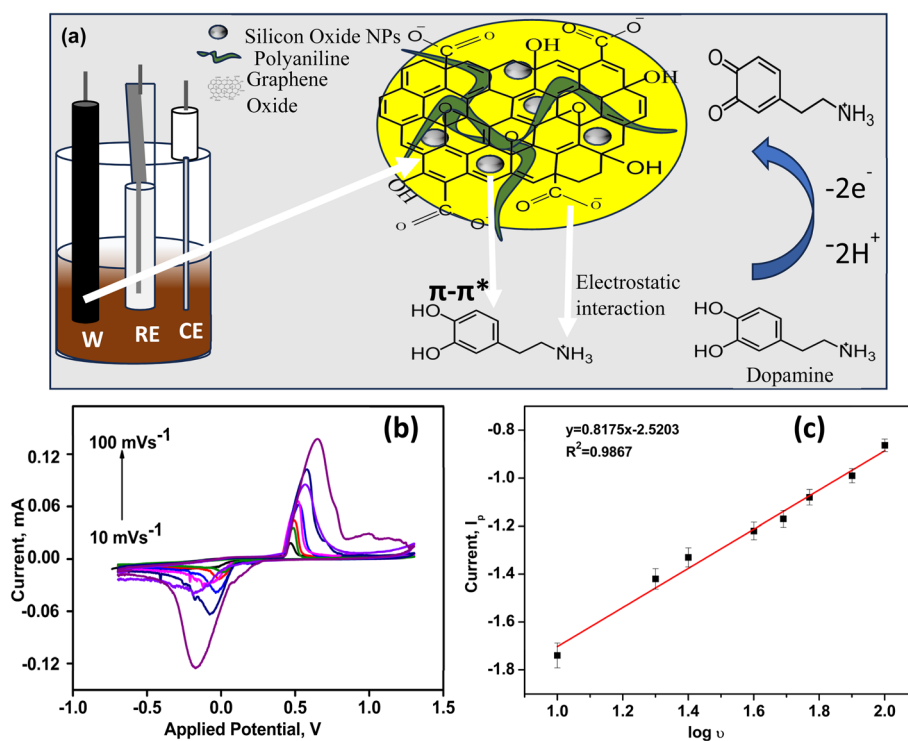 (a)
Silicon Oxide NPs
Polyaniline
Graphene
Oxide
W
RE
CE
O
C
O⁻
OH
O
C
O⁻
OH
O
O
OH
OH
O
C
O⁻
O
C
O⁻
π-π*
Electrostatic
interaction
HO
HO
NH₃⁺
O
O
NH₃⁺
-2e⁻
-2H⁺
HO
HO
NH₃⁺
Dopamine
(b)
100 mVs⁻¹
10 mVs⁻¹
Current, mA
0.12
0.06
0.00
-0.06
-0.12
-1.0
-0.5
0.0
0.5
1.0
1.5
Applied Potential, V
(c)
y=0.8175x-2.5203
R²=0.9867
Current, Iₚ
-0.8
-1.0
-1.2
-1.4
-1.6
-1.8
1.0
1.2
1.4
1.6
1.8
2.0
log υ